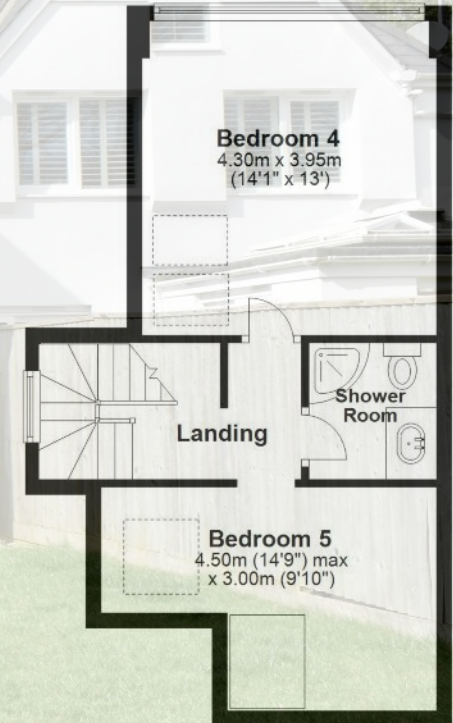 Bedroom 4
4.30m x 3.95m
(14'1" x 13')
Shower
Room
Landing
Bedroom 5
4.50m (14'9") max
x 3.00m (9'10")